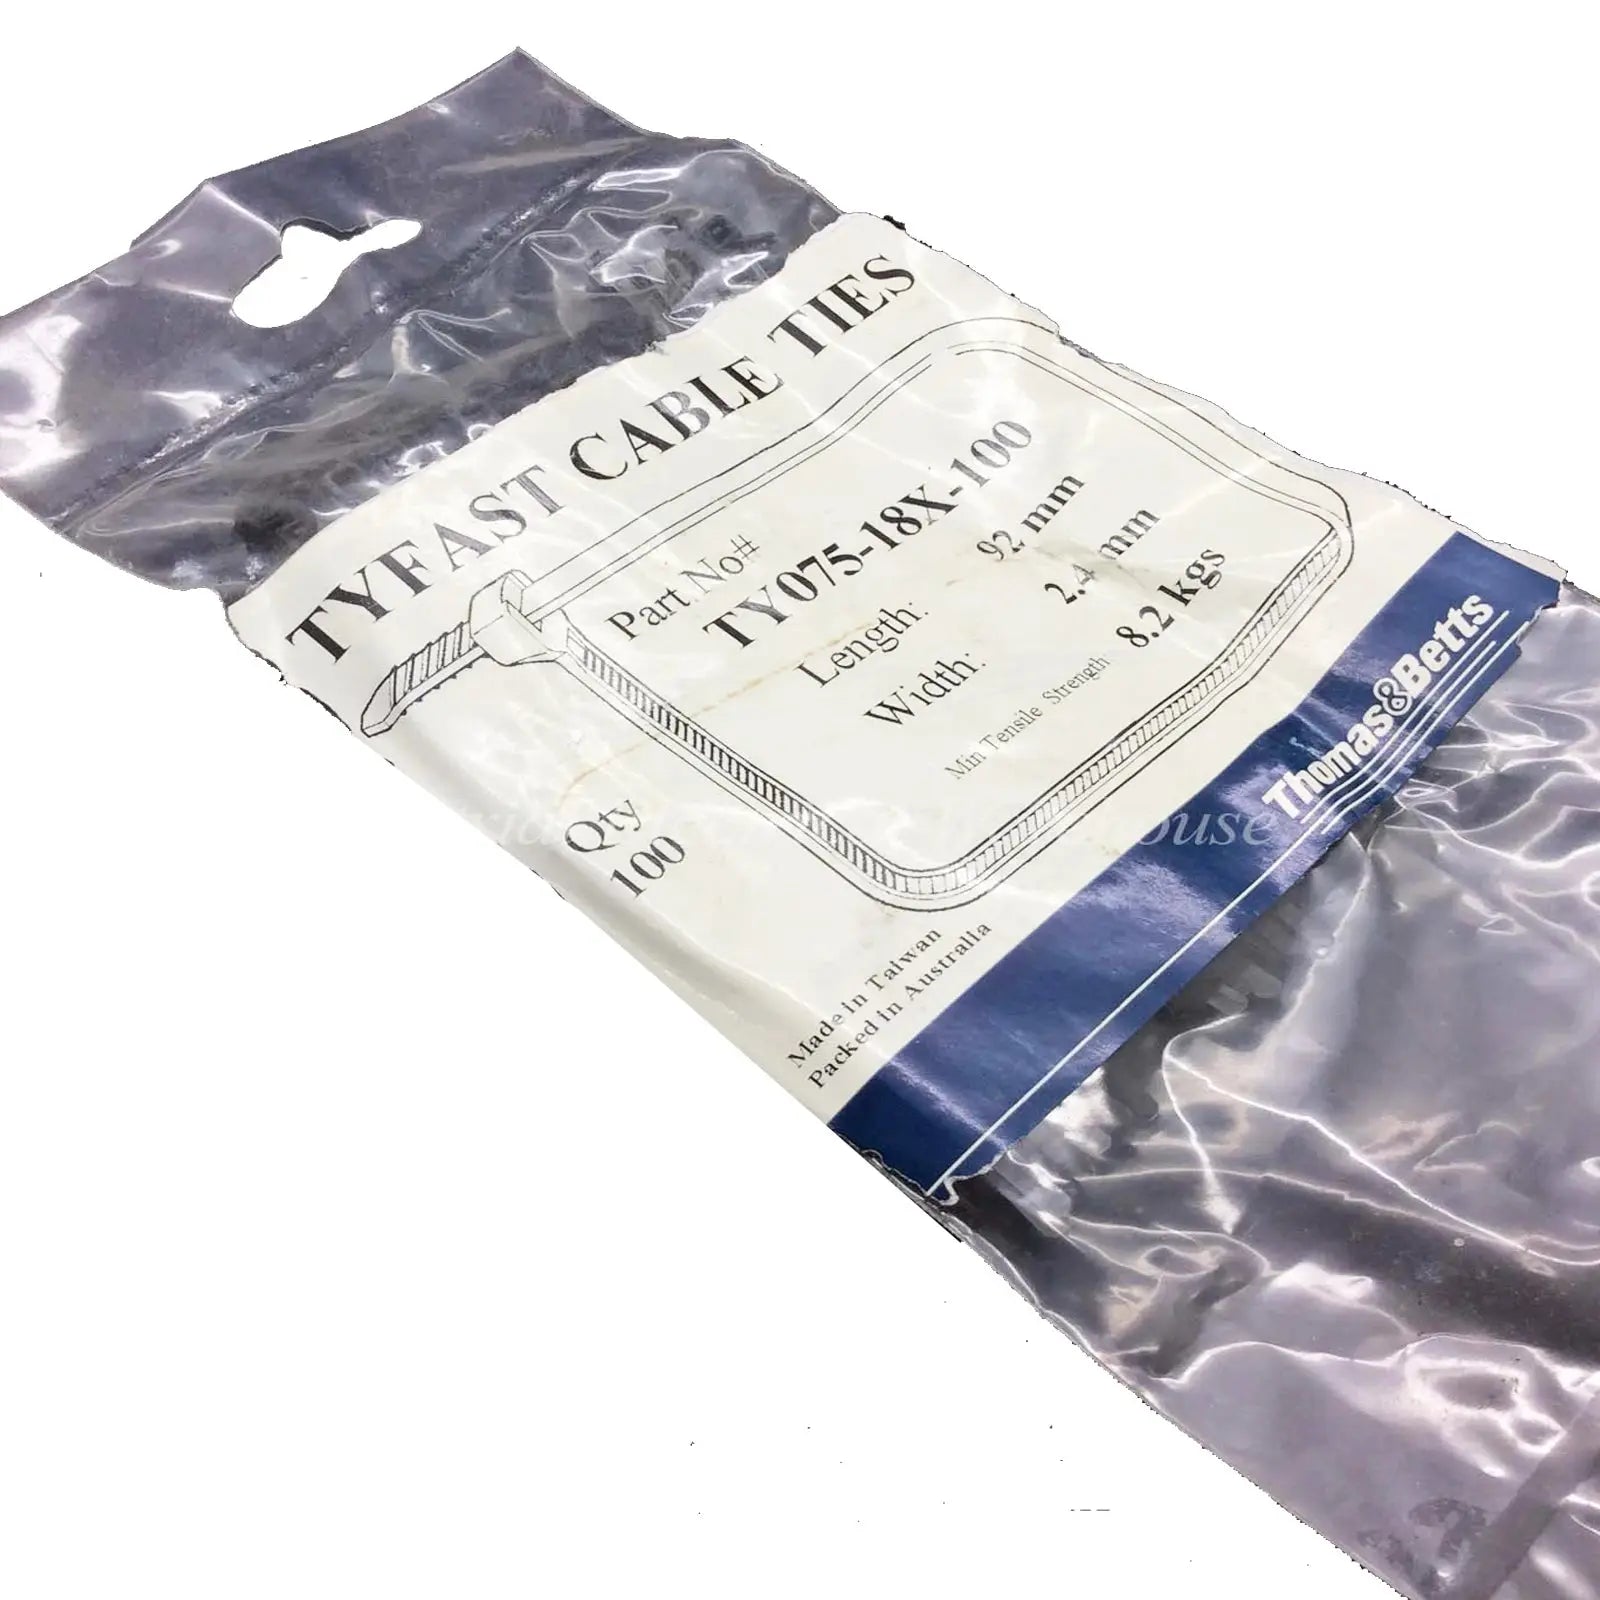 TYFAST CABLE TIES
Part No#
TY075-18X-100
Length: 92 mm
Width: 2.4 mm
Min Tensile Strength: 8.2 kgs
Qty
100
Made in Taiwan
Packed in Australia
Thomas&Betts